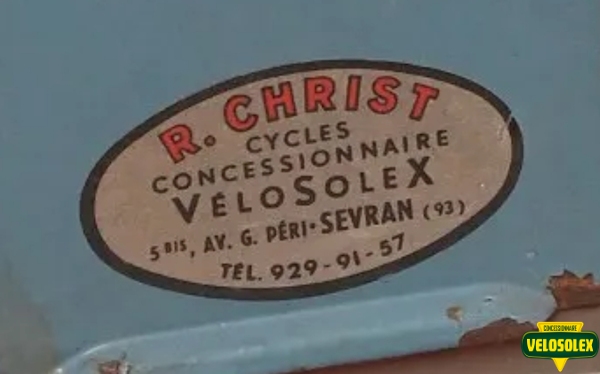 R. CHRIST
CYCLES
CONCESSIONNAIRE
VÉLOSOLEX
5 BIS, AV. G. PÉRI • SEVRAN (93)
TÉL. 929-91-57
CONCESSIONNAIRE
VELOSOLEX